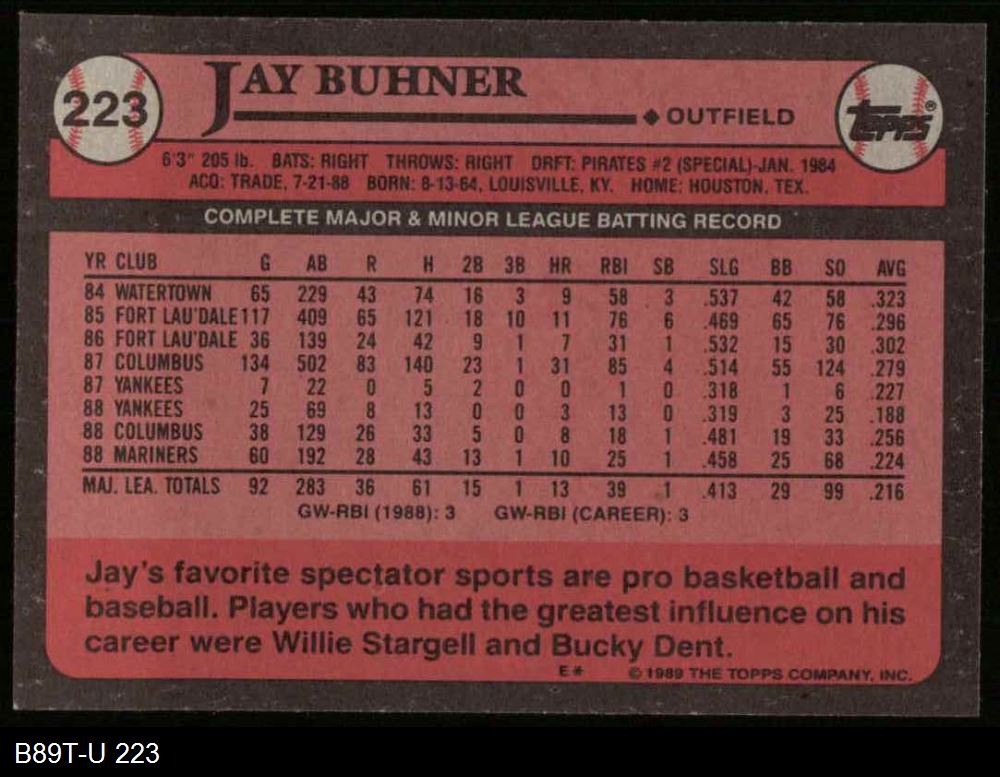 223
JAY BUHNER
◆ OUTFIELD
TOPPS®
6'3" 205 lb. BATS: RIGHT THROWS: RIGHT DRFT: PIRATES #2 (SPECIAL)-JAN. 1984
ACQ: TRADE, 7-21-88 BORN: 8-13-64, LOUISVILLE, KY. HOME: HOUSTON, TEX.
COMPLETE MAJOR & MINOR LEAGUE BATTING RECORD
YR CLUB G AB R H 2B 3B HR RBI SB SLG BB SO AVG
84 WATERTOWN 65 229 43 74 16 3 9 58 3 .537 42 58 .323
85 FORT LAU'DALE 117 409 65 121 18 10 11 76 6 .469 65 76 .296
86 FORT LAU'DALE 36 139 24 42 9 1 7 31 1 .532 15 30 .302
87 COLUMBUS 134 502 83 140 23 1 31 85 4 .514 55 124 .279
87 YANKEES 7 22 0 5 2 0 0 1 0 .318 1 6 .227
88 YANKEES 25 69 8 13 0 0 3 13 0 .319 3 25 .188
88 COLUMBUS 38 129 26 33 5 0 8 18 1 .481 19 33 .256
88 MARINERS 60 192 28 43 13 1 10 25 1 .458 25 68 .224
MAJ. LEA. TOTALS 92 283 36 61 15 1 13 39 1 .413 29 99 .216
GW-RBI (1988): 3 GW-RBI (CAREER): 3
Jay's favorite spectator sports are pro basketball and
baseball. Players who had the greatest influence on his
career were Willie Stargell and Bucky Dent.
E* © 1989 THE TOPPS COMPANY, INC.
B89T-U 223